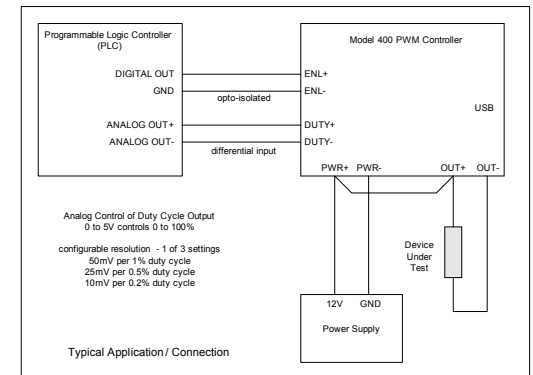 Programmable Logic Controller
(PLC)
DIGITAL OUT
GND
ANALOG OUT+
ANALOG OUT-
opto-isolated
differential input
Model 400 PWM Controller
ENL+
ENL-
USB
DUTY+
DUTY-
PWR+ PWR- OUT+ OUT-
Analog Control of Duty Cycle Output
0 to 5V controls 0 to 100%
configurable resolution - 1 of 3 settings
50mV per 1% duty cycle
25mV per 0.5% duty cycle
10mV per 0.2% duty cycle
Device
Under
Test
12V GND
Power Supply
Typical Application / Connection